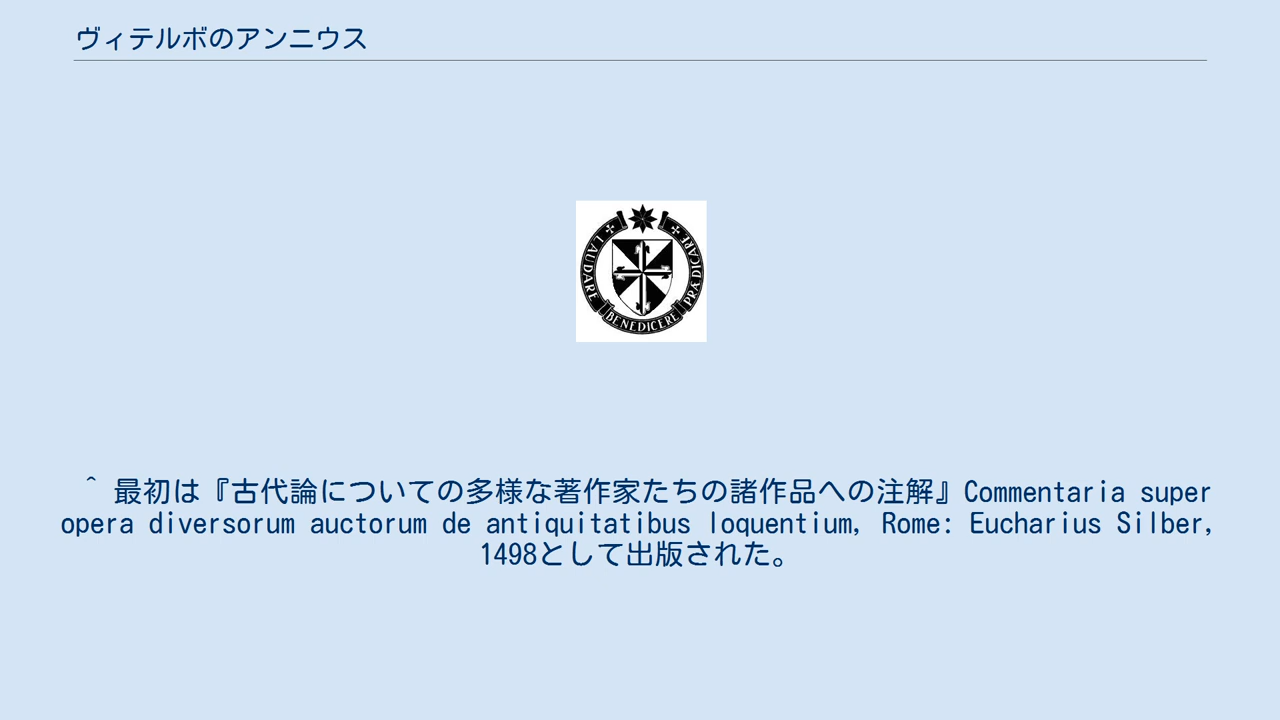 ヴィテルボのアンニウス
LAUDARE
BENEDICERE
PRÆDICARE
^ 最初は『古代論についての多様な著作家たちの諸作品への注解』Commentaria super
opera diversorum auctorum de antiquitatibus loquentium, Rome: Eucharius Silber,
1498として出版された。